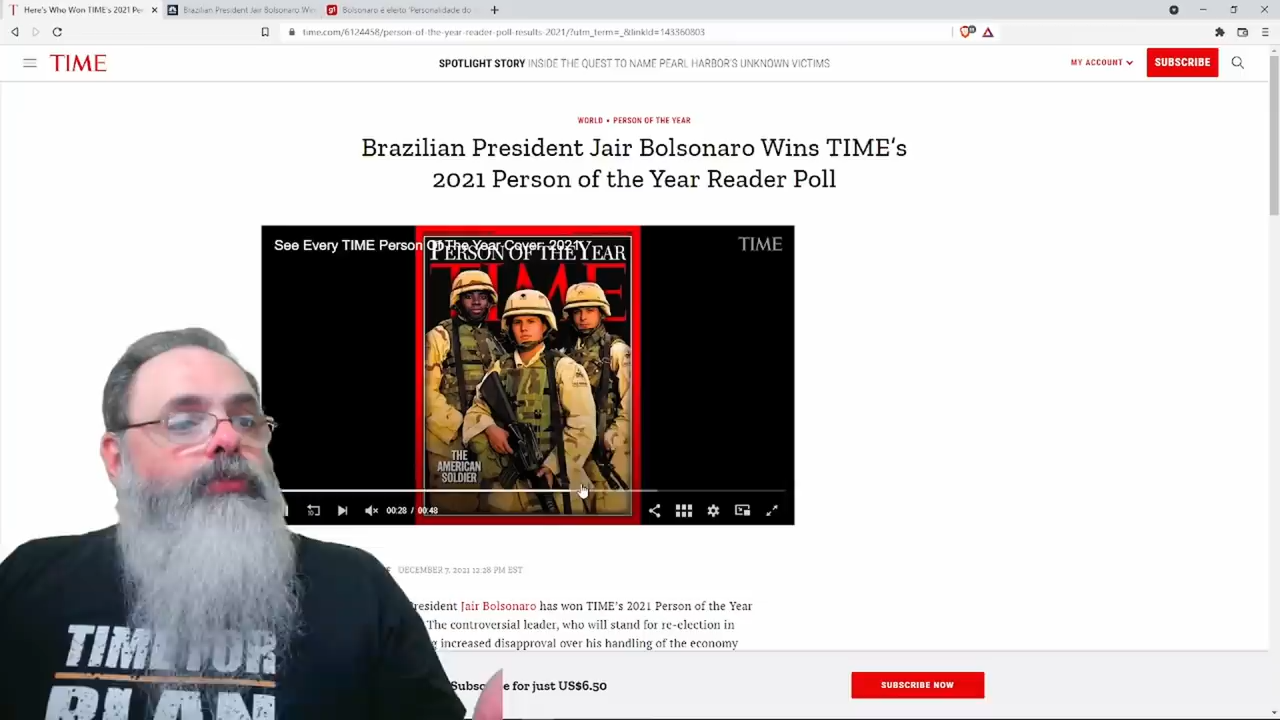 Here's Who Won TIME's 2021 Pe
Brazilian President Jair Bolsonaro Win
Bolsonaro é eleito 'Personalidade do
time.com/6124458/person-of-the-year-reader-poll-results-2021/?utm_term=_&linkId=143360803
TIME
SPOTLIGHT STORY INSIDE THE QUEST TO NAME PEARL HARBOR'S UNKNOWN VICTIMS
MY ACCOUNT
SUBSCRIBE
WORLD • PERSON OF THE YEAR
Brazilian President Jair Bolsonaro Wins TIME's
2021 Person of the Year Reader Poll
See Every TIME Person Of The Year Cover, 2021
TIME
PERSON OF THE YEAR
TIME
THE
AMERICAN
SOLDIER
00:28 / 00:48
DECEMBER 7, 2021 12:28 PM EST
resident Jair Bolsonaro has won TIME's 2021 Person of the Year
The controversial leader, who will stand for re-election in
g increased disapproval over his handling of the economy
Subsc e for just US$6.50
SUBSCRIBE NOW
TIME FOR
PLAN